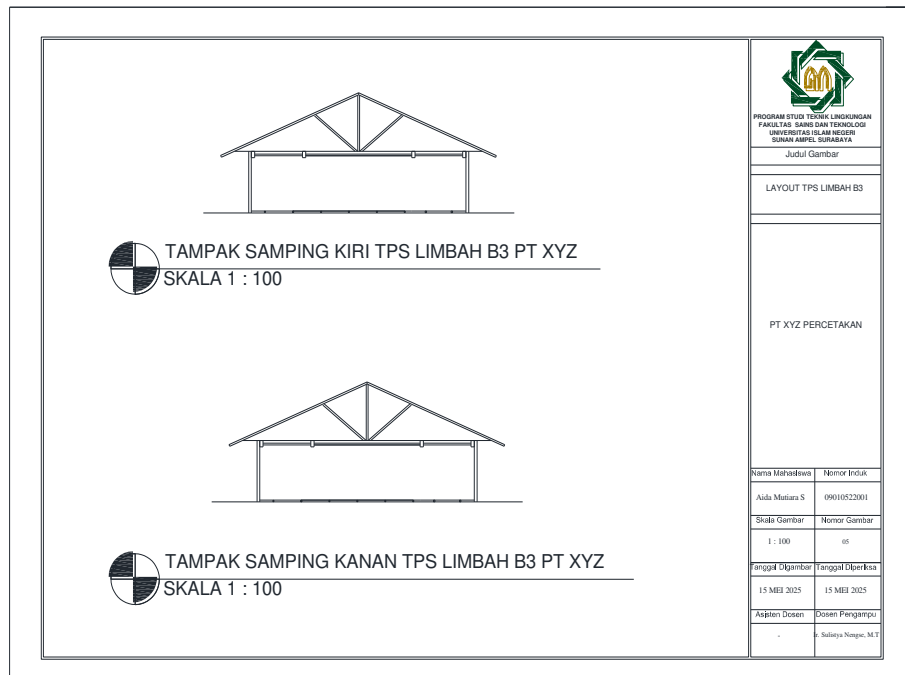 TAMPAK SAMPING KIRI TPS LIMBAH B3 PT XYZ
SKALA 1 : 100
TAMPAK SAMPING KANAN TPS LIMBAH B3 PT XYZ
SKALA 1 : 100
PROGRAM STUDI TEKNIK LINGKUNGAN
FAKULTAS SAINS DAN TEKNOLOGI
UNIVERSITAS ISLAM NEGERI
SUNAN AMPEL SURABAYA
Judul Gambar
LAYOUT TPS LIMBAH B3
PT XYZ PERCETAKAN
Nama Mahasiswa Nomor Induk
Aida Mutiara S 09010522001
Skala Gambar Nomor Gambar
1 : 100 05
Tanggal Digambar Tanggal Diperiksa
15 MEI 2025 15 MEI 2025
Asisten Dosen Dosen Pengampu
- Ir. Sulistya Nengse, M.T